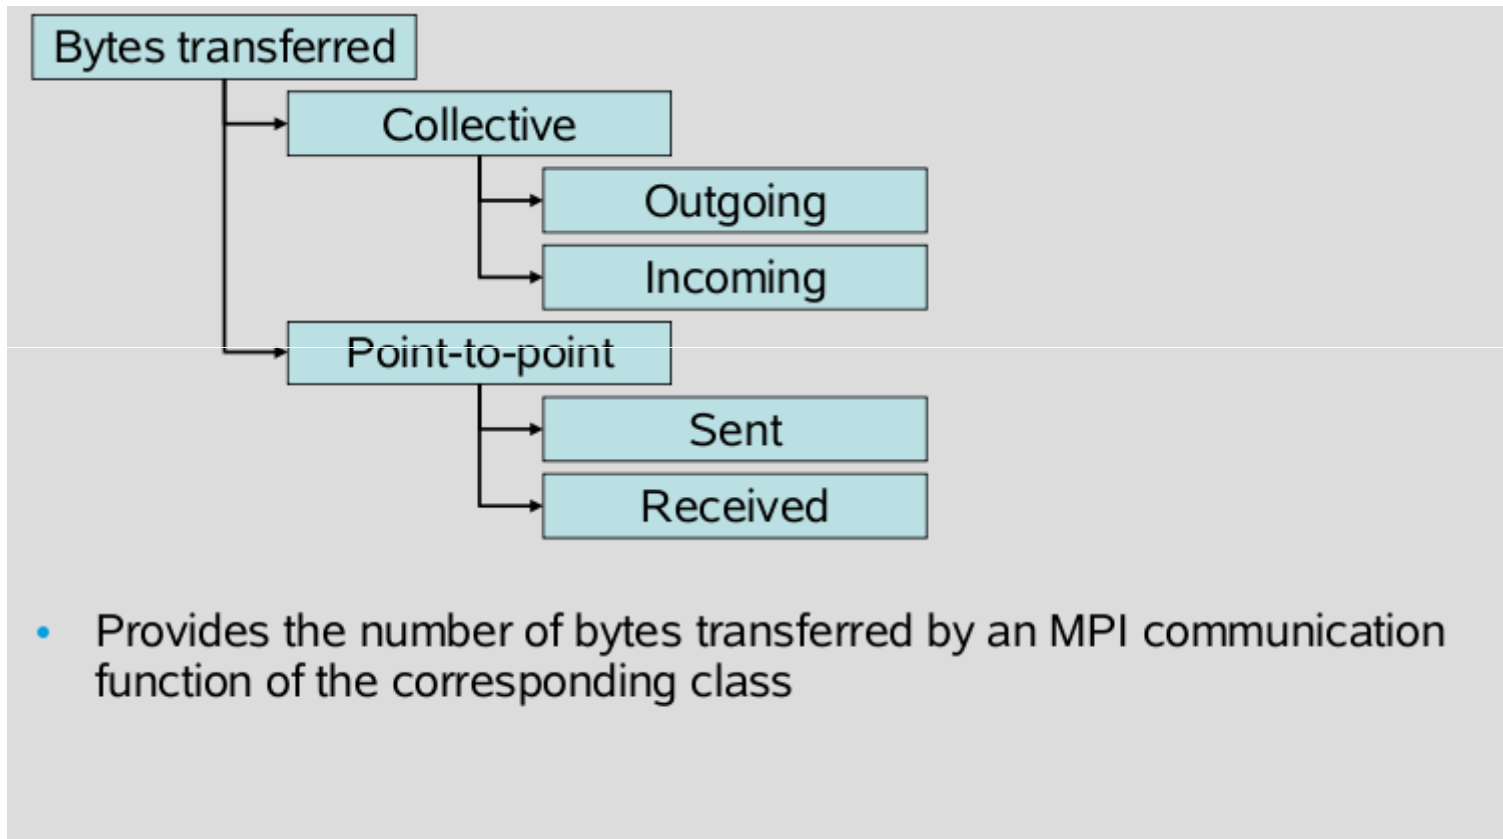 Bytes transferred
Collective
Outgoing
Incoming
Point-to-point
Sent
Received
• Provides the number of bytes transferred by an MPI communication
function of the corresponding class